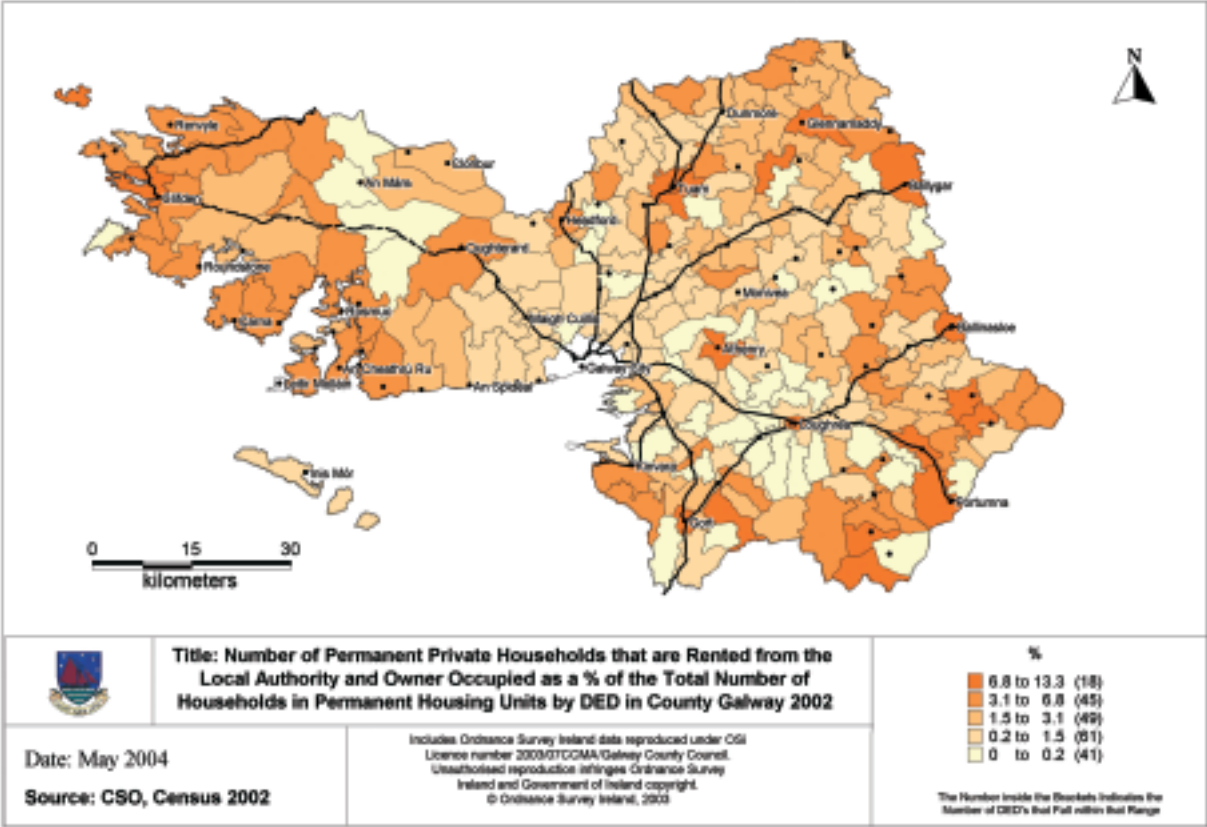 N
Dunmore
Glennamaddy
Renvyle
Clonbur
An Mám
Ballygar
Tuam
Clifden
Headford
Oughterard
Roundstone
Monivea
Rosmuc
Carna
Maigh Cuilin
Ballinasloe
Athenry
An Cheathrú Ru
Galway City
An Spidéal
Loughrea
Kinvara
Inis Mór
Portumna
Gort
0 15 30
kilometers
Title: Number of Permanent Private Households that are Rented from the
Local Authority and Owner Occupied as a % of the Total Number of
Households in Permanent Housing Units by DED in County Galway 2002
%
6.8 to 13.3 (18)
3.1 to 6.8 (45)
1.5 to 3.1 (49)
0.2 to 1.5 (61)
0 to 0.2 (41)
Date: May 2004
Source: CSO, Census 2002
Includes Ordnance Survey Ireland data reproduced under OSi
Licence number 2003/07CCMA/Galway County Council.
Unauthorised reproduction infringes Ordnance Survey
Ireland and Government of Ireland copyright.
© Ordnance Survey Ireland, 2003
The Number inside the Brackets Indicates the
Number of DED's that Fall within that Range